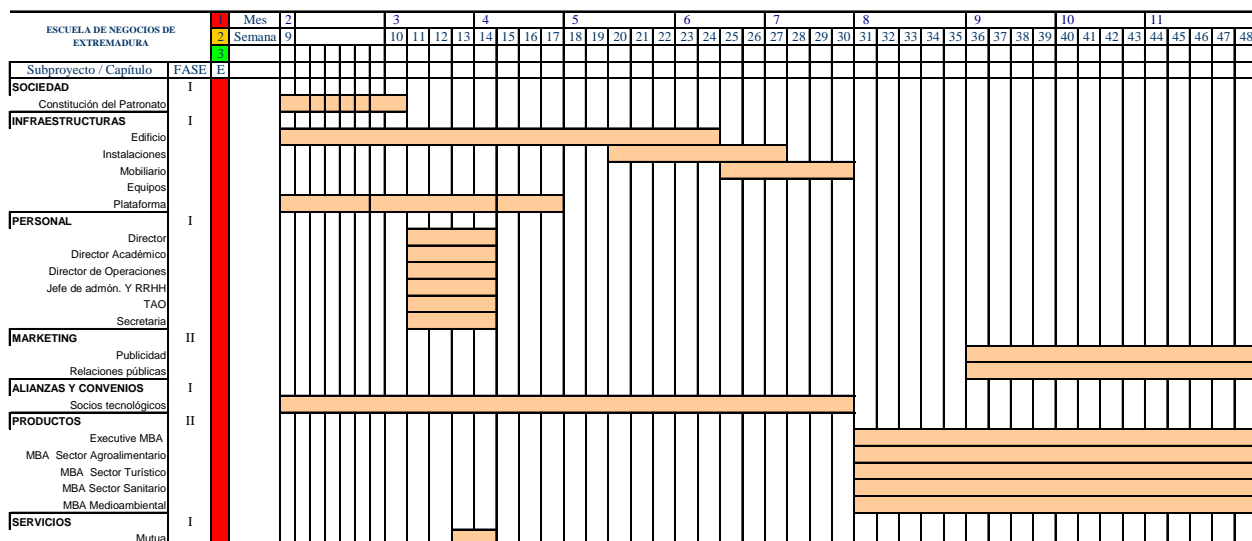 ESCUELA DE NEGOCIOS DE
EXTREMADURA
1 Mes 2 3 4 5 6 7 8 9 10 11
2 Semana 9 10 11 12 13 14 15 16 17 18 19 20 21 22 23 24 25 26 27 28 29 30 31 32 33 34 35 36 37 38 39 40 41 42 43 44 45 46 47 48
3
Subproyecto / Capítulo FASE E
SOCIEDAD I
Constitución del Patronato
INFRAESTRUCTURAS I
Edificio
Instalaciones
Mobiliario
Equipos
Plataforma
PERSONAL I
Director
Director Académico
Director de Operaciones
Jefe de admón. Y RRHH
TAO
Secretaria
MARKETING II
Publicidad
Relaciones públicas
ALIANZAS Y CONVENIOS I
Socios tecnológicos
PRODUCTOS II
Executive MBA
MBA Sector Agroalimentario
MBA Sector Turístico
MBA Sector Sanitario
MBA Medioambiental
SERVICIOS I
Mutua